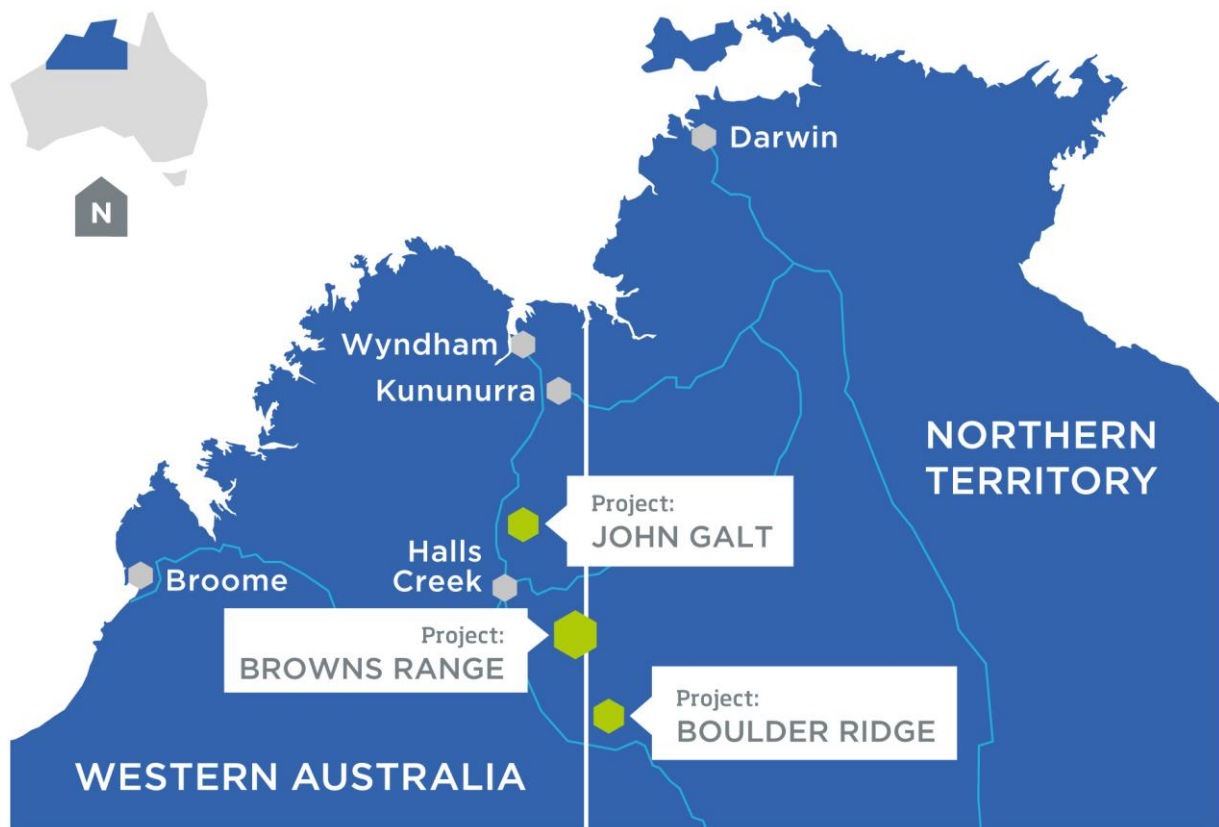 N
Darwin
Wyndham
Kununurra
NORTHERN
TERRITORY
Project:
JOHN GALT
Halls
Creek
Broome
Project:
BROWNS RANGE
Project:
BOULDER RIDGE
WESTERN AUSTRALIA